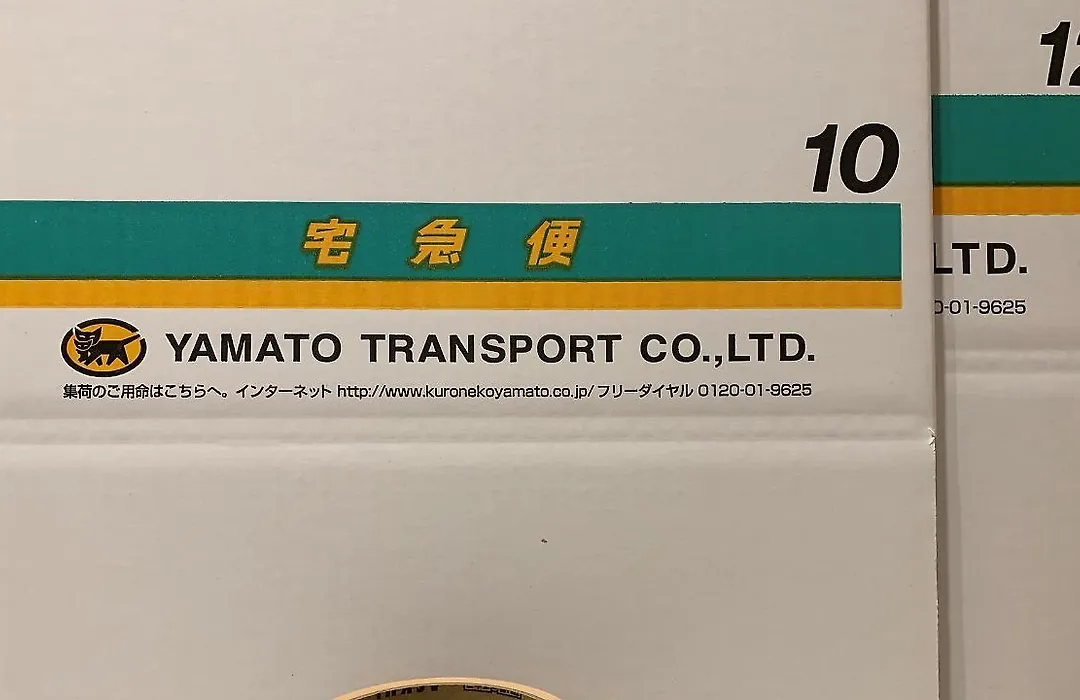 10
宅急便
YAMATO TRANSPORT CO.,LTD.
集荷のご用命はこちらへ。インターネット http://www.kuronekoyamato.co.jp/ フリーダイヤル 0120-01-9625
12
LTD.
0-01-9625